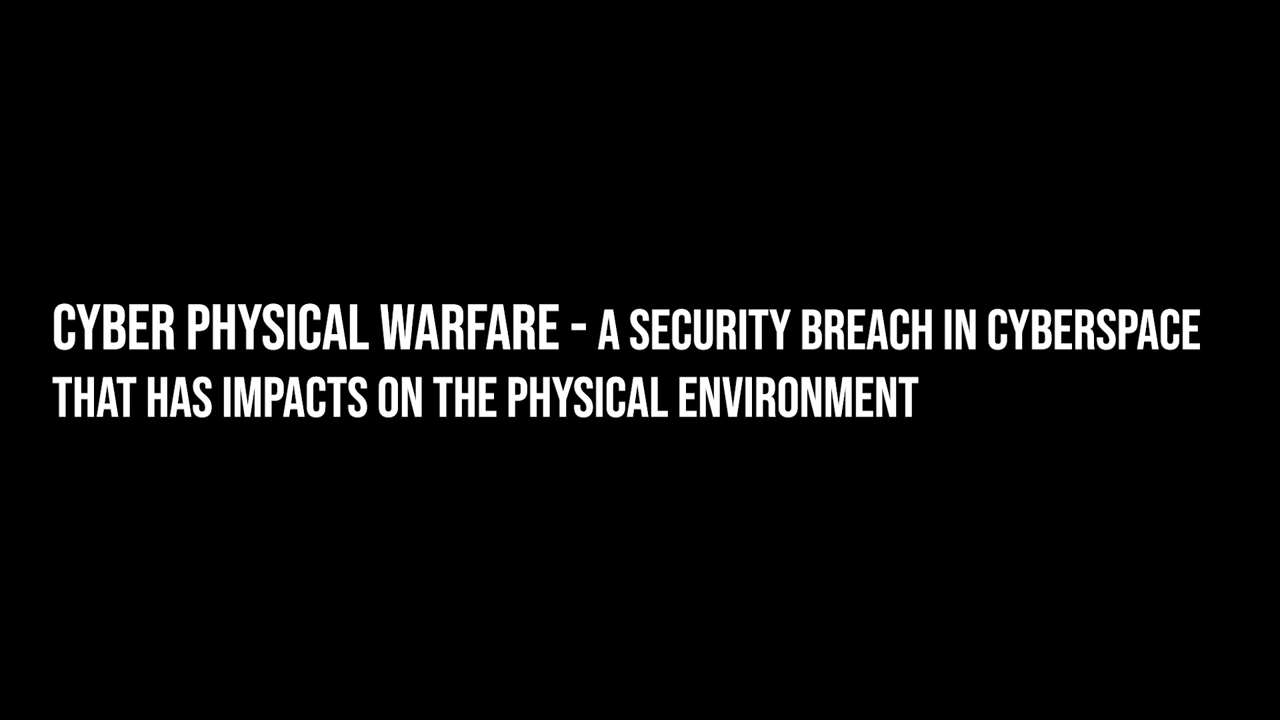 CYBER PHYSICAL WARFARE - A SECURITY BREACH IN CYBERSPACE
THAT HAS IMPACTS ON THE PHYSICAL ENVIRONMENT